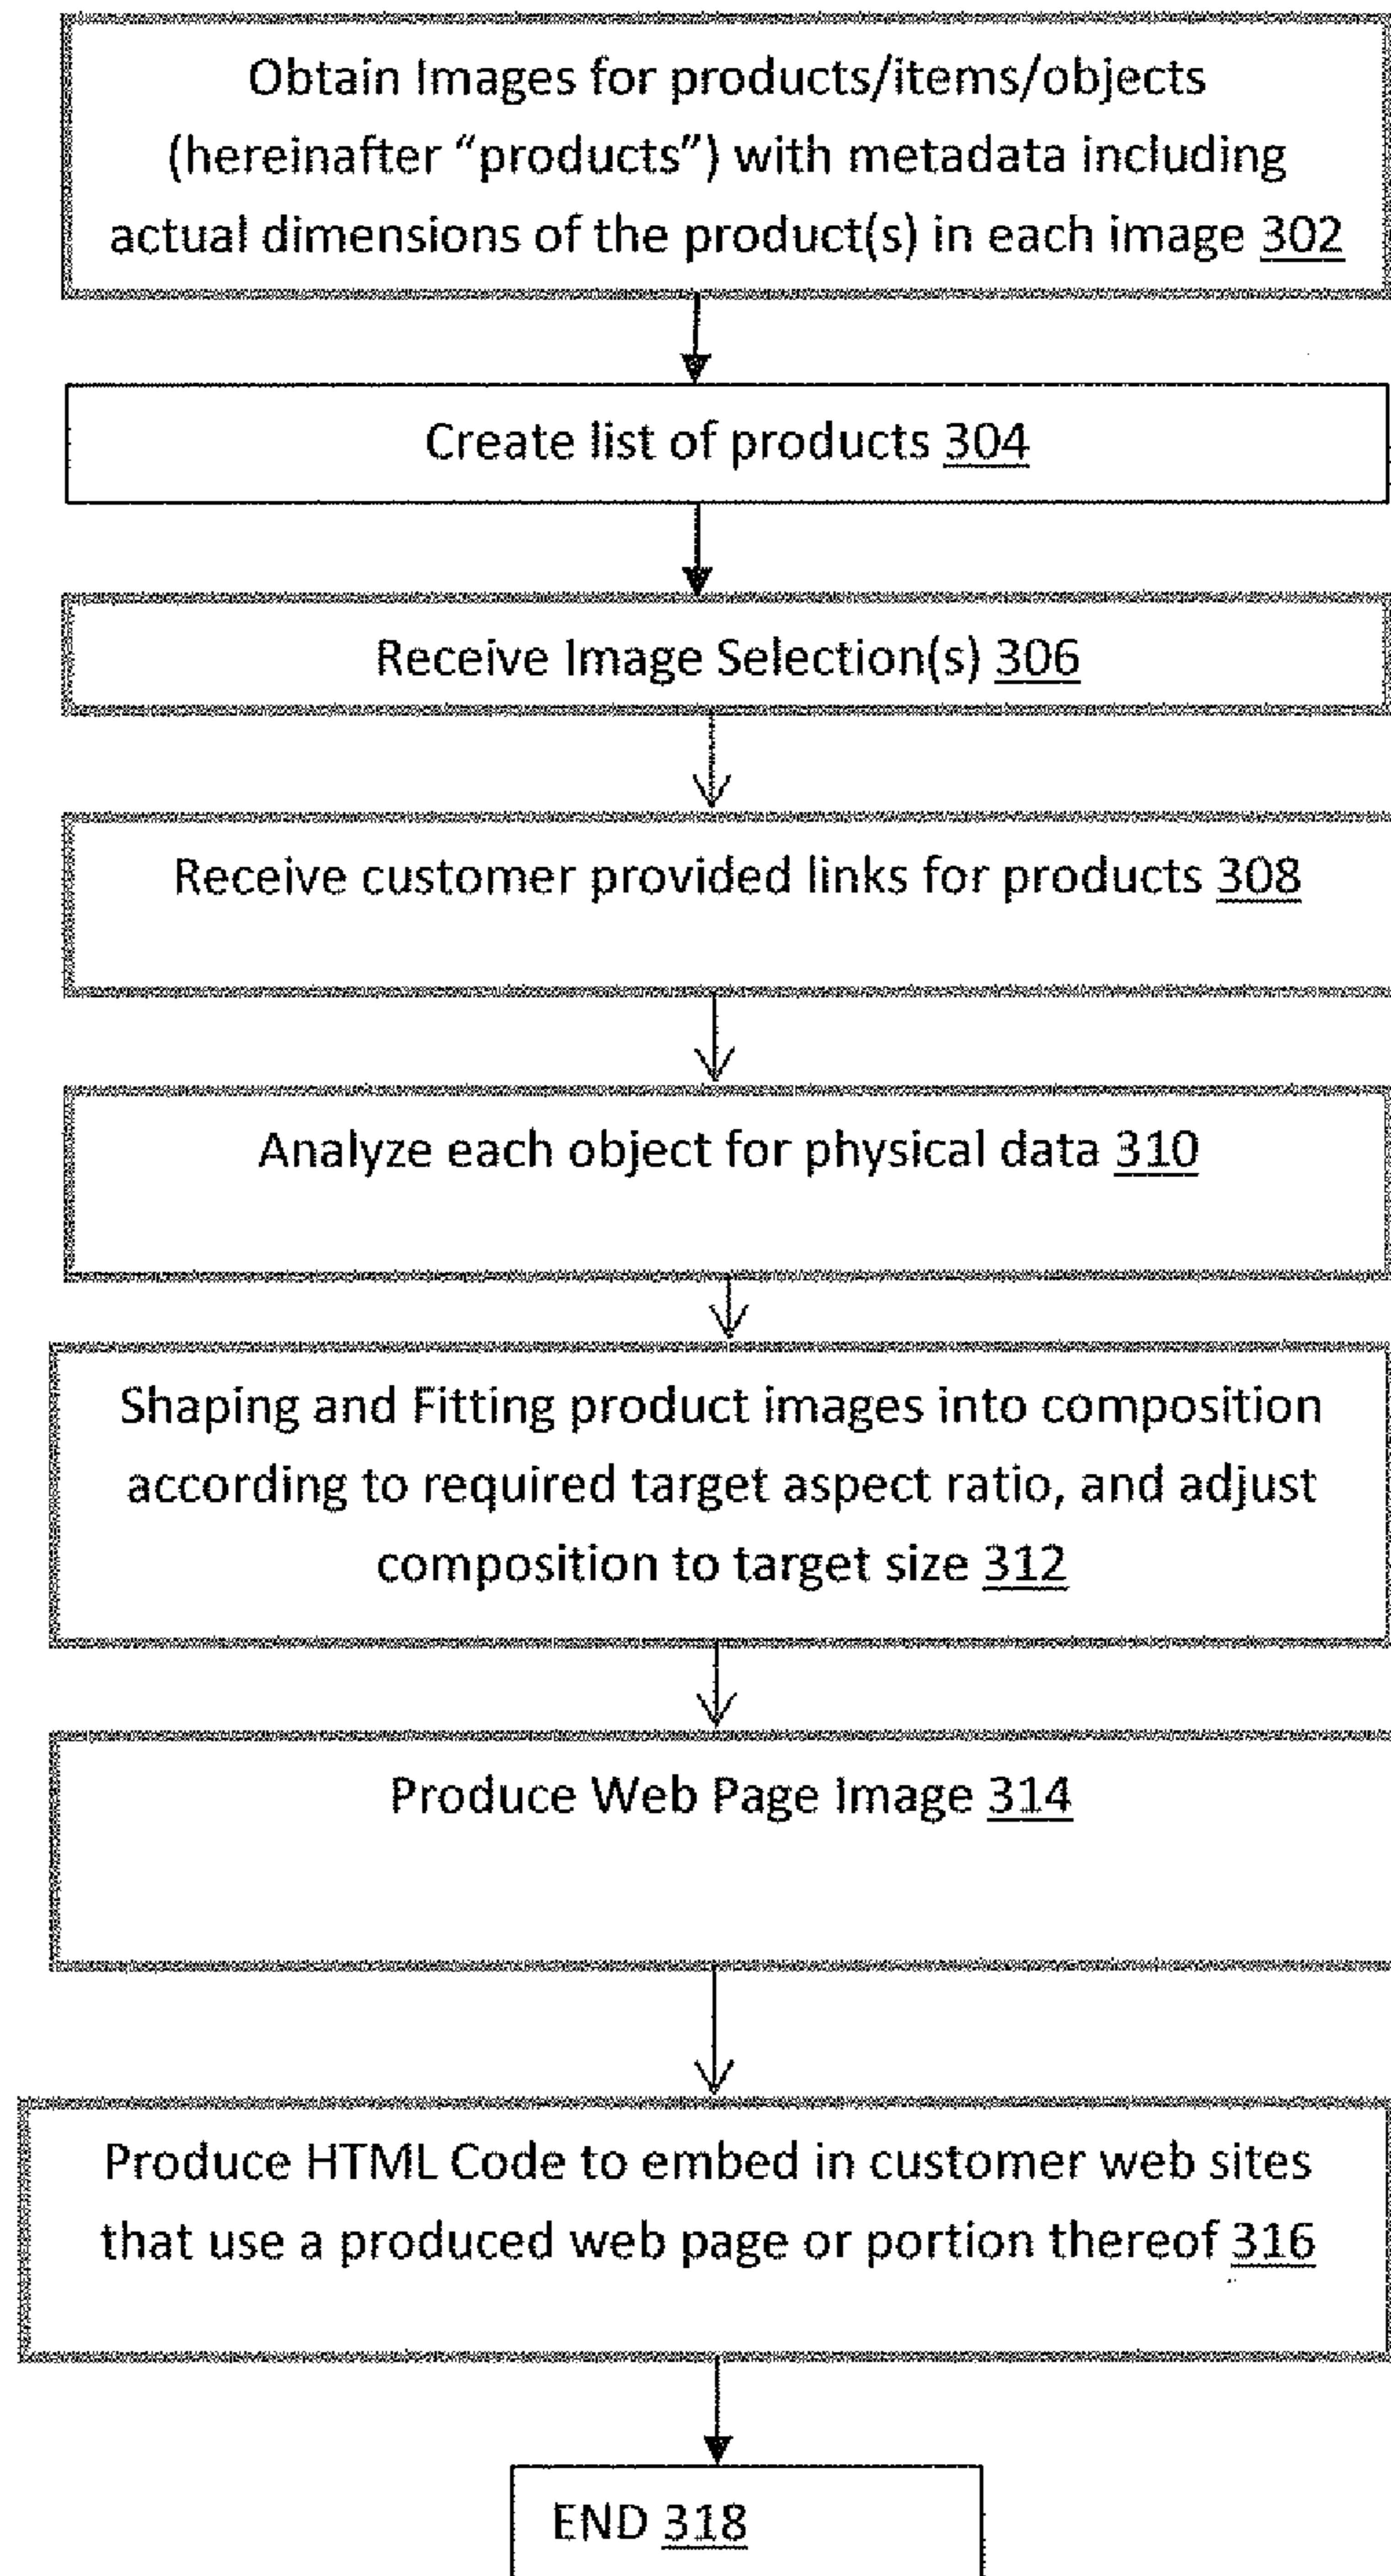 Obtain Images for products/items/objects
(hereinafter “products”) with metadata including
actual dimensions of the product(s) in each image 302
Create list of products 304
Receive Image Selection(s) 306
Receive customer provided links for products 308
Analyze each object for physical data 310
Shaping and Fitting product images into composition
according to required target aspect ratio, and adjust
composition to target size 312
Produce Web Page Image 314
Produce HTML Code to embed in customer web sites
that use a produced web page or portion thereof 316
END 318